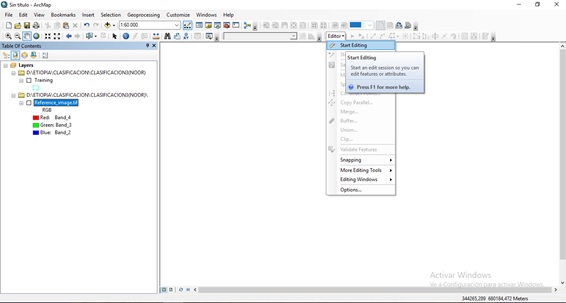 Sin título - ArcMap
File Edit View Bookmarks Insert Selection Geoprocessing Customize Windows Help
1:60.000
Editor
Table Of Contents
Start Editing
Layers
D:\ETIOPIA\CLASIFICACION\CLASIFICACION3(NOOR)
Training
D:\ETIOPIA\CLASIFICACION\CLASIFICACION3(NOOR)\
Reference_image.tif
RGB
Red: Band_4
Green: Band_3
Blue: Band_2
Start Editing
Start an edit session so you can
edit features or attributes.
Press F1 for more help.
Copy Parallel...
Merge...
Buffer...
Union...
Clip...
Validate Features
Snapping
More Editing Tools
Editing Windows
Options...
Activar Windows
Ve a Configuración para activar Windows.
344265,289 680184,472 Meters